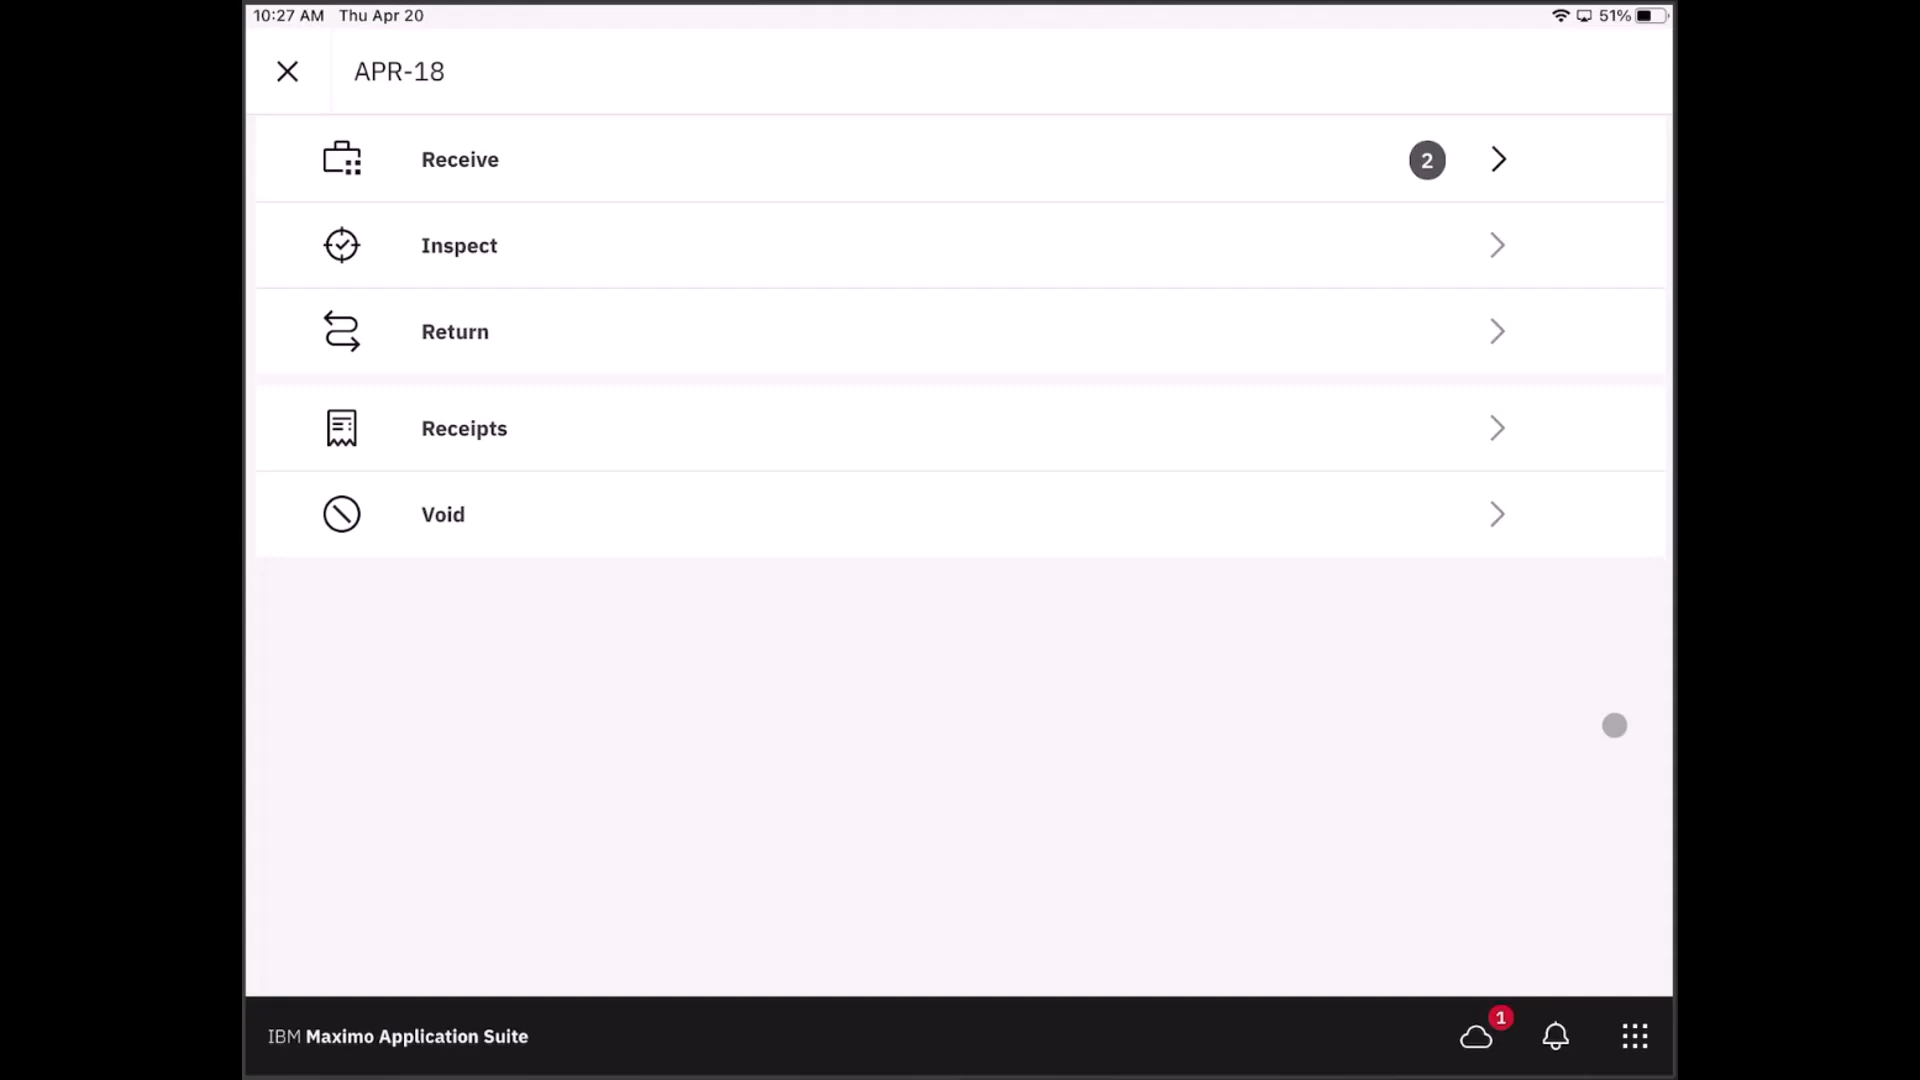 10:27 AM Thu Apr 20
51%
APR-18
Receive
2
Inspect
Return
Receipts
Void
IBM Maximo Application Suite
1